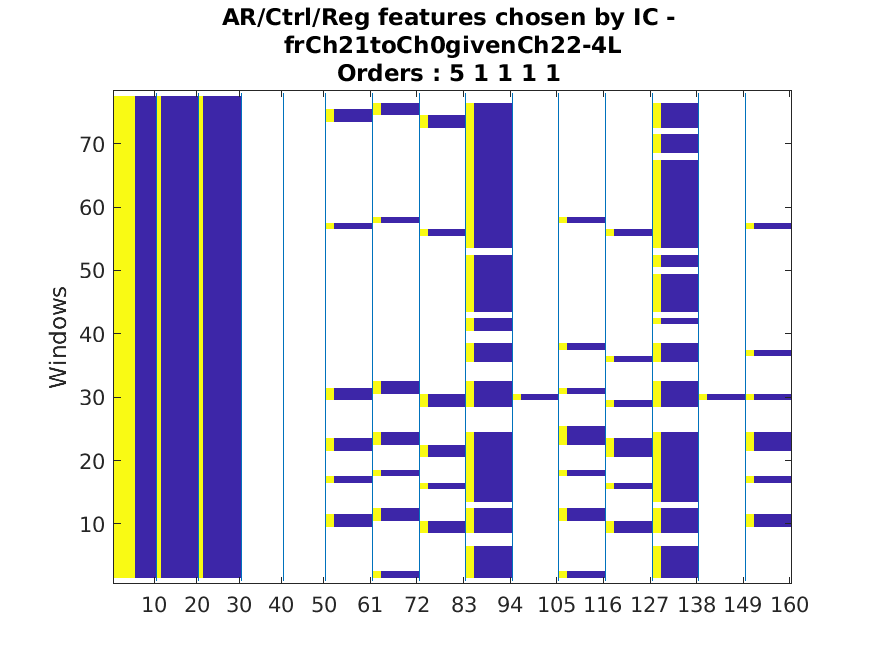 AR/Ctrl/Reg features chosen by IC -
frCh21toCh0givenCh22-4L
Orders : 5 1 1 1 1
Windows
70
60
50
40
30
20
10
10 20 30 40 50 61 72 83 94 105 116 127 138 149 160